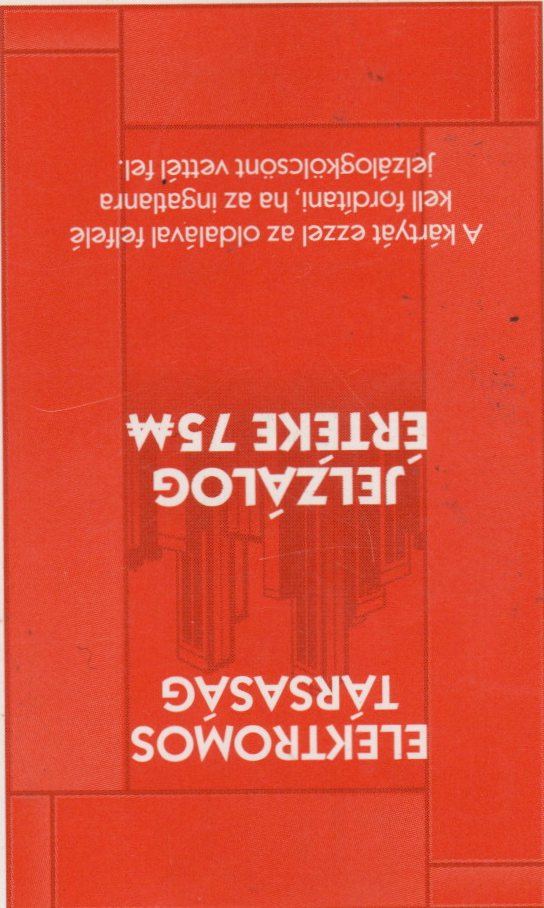 ELEKTROMOS
TÁRSASÁG
JELZÁLOG
ÉRTÉKE 75₩
A kártyát ezzel az oldalával felfelé
kell fordítani, ha az ingatlanra
jelzálogkölcsönt vettél fel.